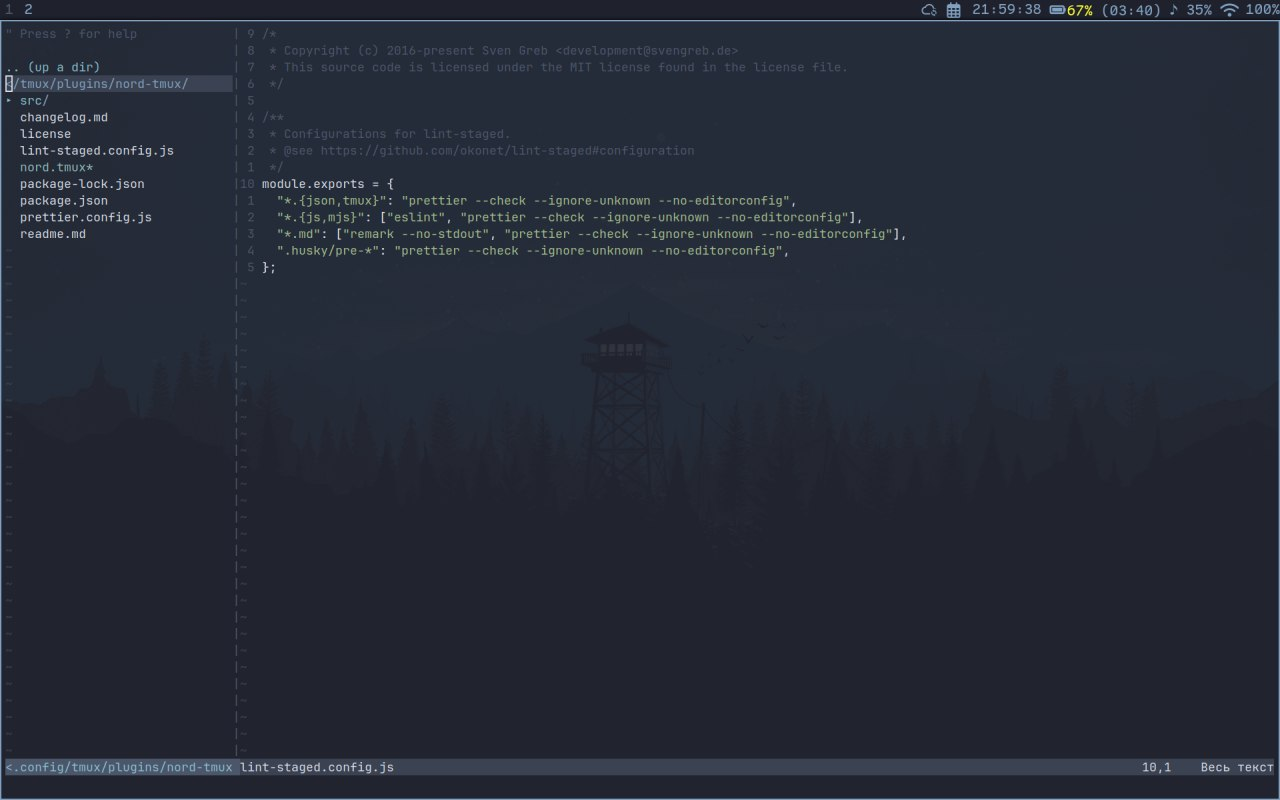 1 2 21:59:38 67% (03:40) ♪ 35% 100%
" Press ? for help
.. (up a dir)
</tmux/plugins/nord-tmux/
▸ src/
changelog.md
license
lint-staged.config.js
nord.tmux*
package-lock.json
package.json
prettier.config.js
readme.md
9 /*
8  * Copyright (c) 2016-present Sven Greb <development@svengreb.de>
7  * This source code is licensed under the MIT license found in the license file.
6  */
5
4 /**
3  * Configurations for lint-staged.
2  * @see https://github.com/okonet/lint-staged#configuration
1  */
10 module.exports = {
1   "*.{json,tmux}": "prettier --check --ignore-unknown --no-editorconfig",
2   "*.{js,mjs}": ["eslint", "prettier --check --ignore-unknown --no-editorconfig"],
3   "*.md": ["remark --no-stdout", "prettier --check --ignore-unknown --no-editorconfig"],
4   ".husky/pre-*": "prettier --check --ignore-unknown --no-editorconfig",
5 };
<.config/tmux/plugins/nord-tmux lint-staged.config.js 10,1 Весь текст